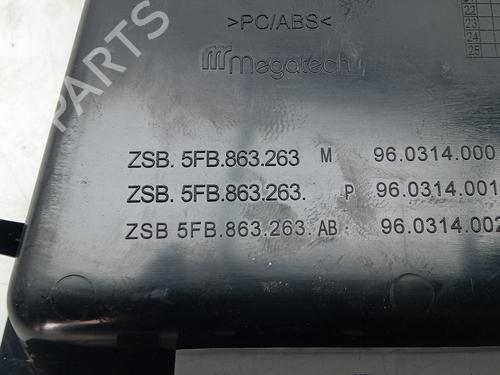 >PC/ABS<
22
23
24
25
megatech
ZSB. 5FB.863.263 M 96.0314.000
ZSB. 5FB.863.263. P 96.0314.001
ZSB 5FB.863.263. AB 96.0314.002
B-PARTS